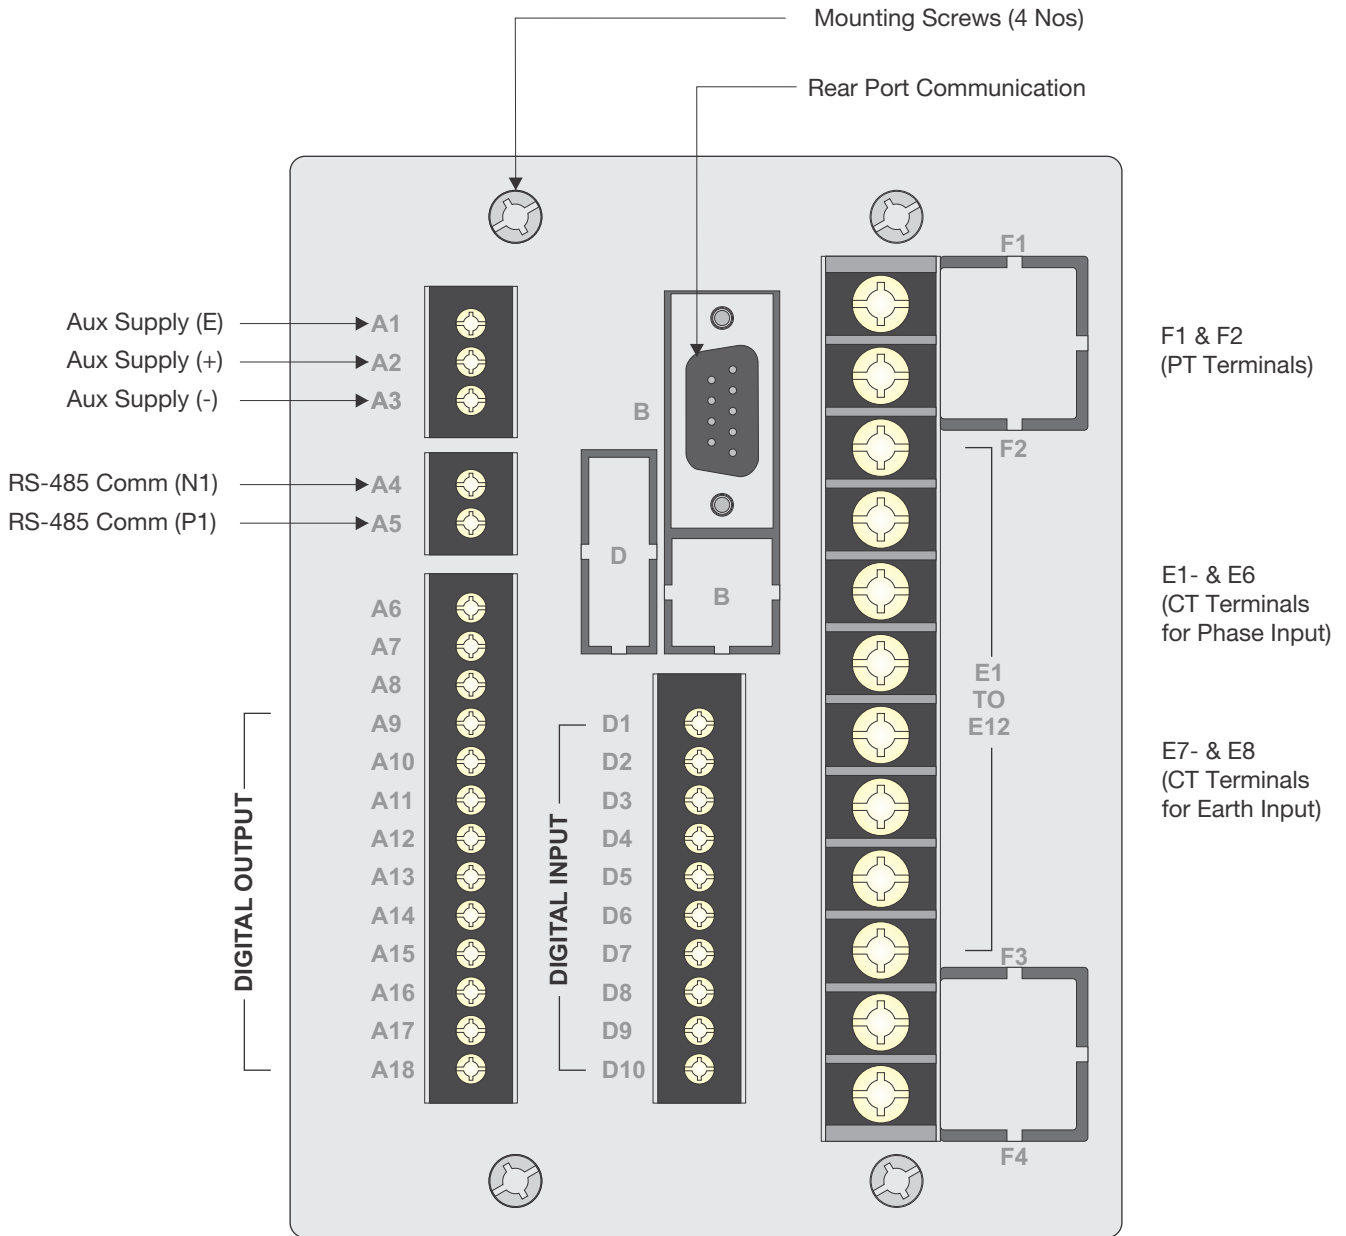 Mounting Screws (4 Nos)
Rear Port Communication
F1
Aux Supply (E)
A1
Aux Supply (+)
A2
Aux Supply (-)
A3
F1 & F2
(PT Terminals)
B
F2
RS-485 Comm (N1)
A4
RS-485 Comm (P1)
A5
D
B
E1- & E6
(CT Terminals
for Phase Input)
A6
A7
A8
A9
A10
A11
A12
A13
A14
A15
A16
A17
A18
DIGITAL OUTPUT
D1
D2
D3
D4
D5
D6
D7
D8
D9
D10
DIGITAL INPUT
E1
TO
E12
E7- & E8
(CT Terminals
for Earth Input)
F3
F4